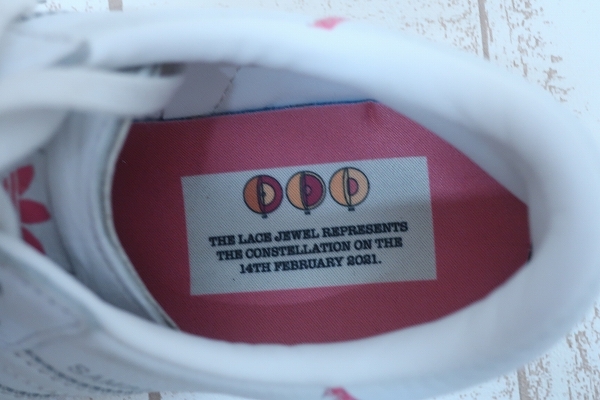 THE LACE JEWEL REPRESENTS
THE CONSTELLATION ON THE
14TH FEBRUARY 2021.